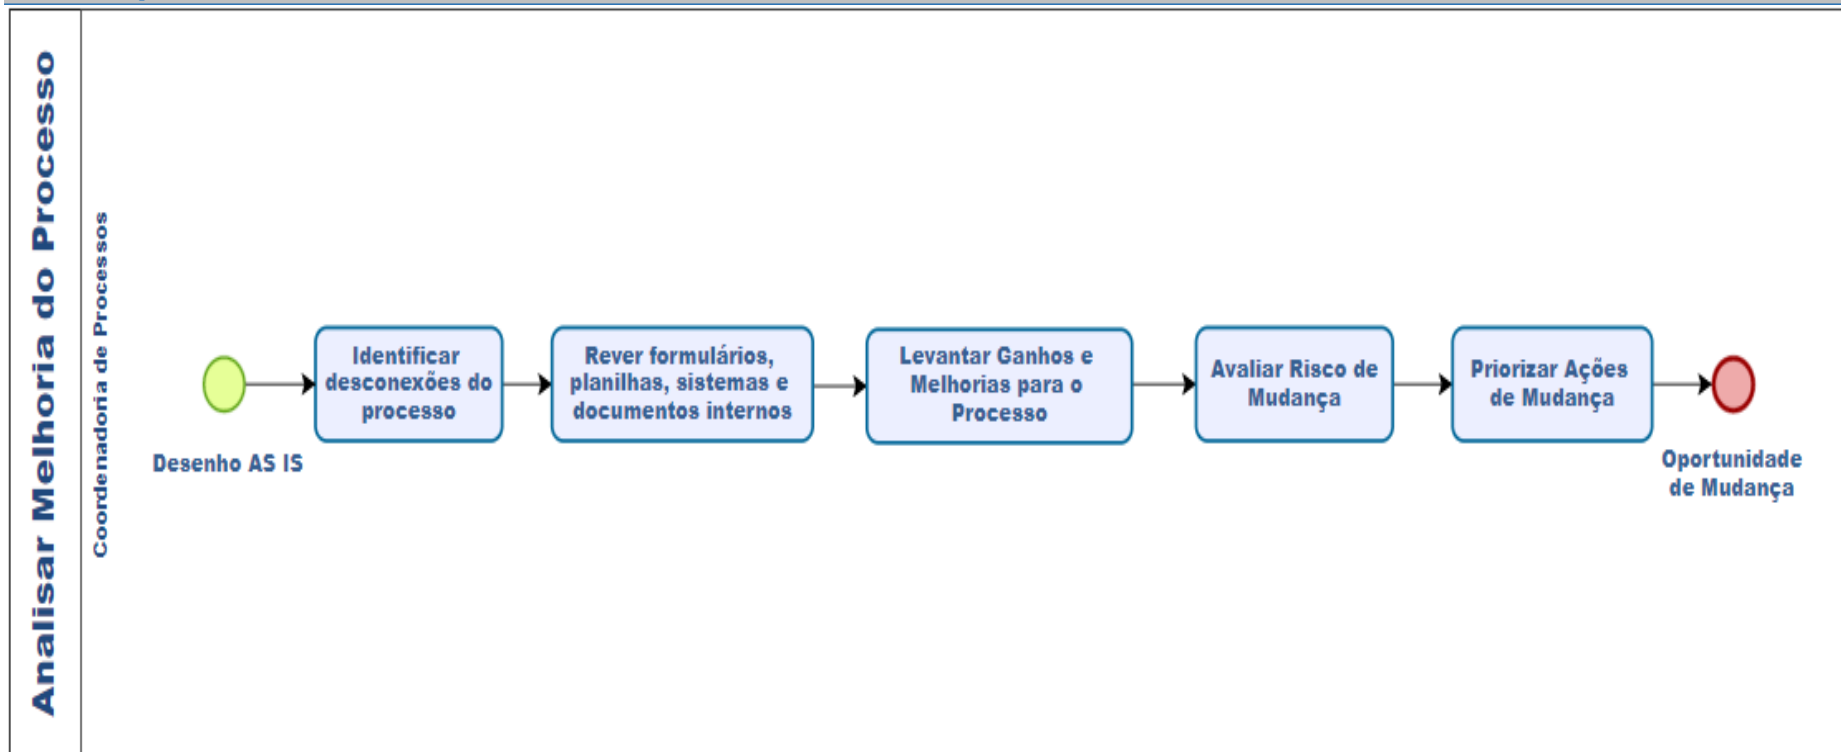 Analisar Melhoria do Processo
Coordenadoria de Processos
Desenho AS IS
Identificar
desconexões do
processo
Rever formulários,
planilhas, sistemas e
documentos internos
Levantar Ganhos e
Melhorias para o
Processo
Avaliar Risco de
Mudança
Priorizar Ações
de Mudança
Oportunidade
de Mudança